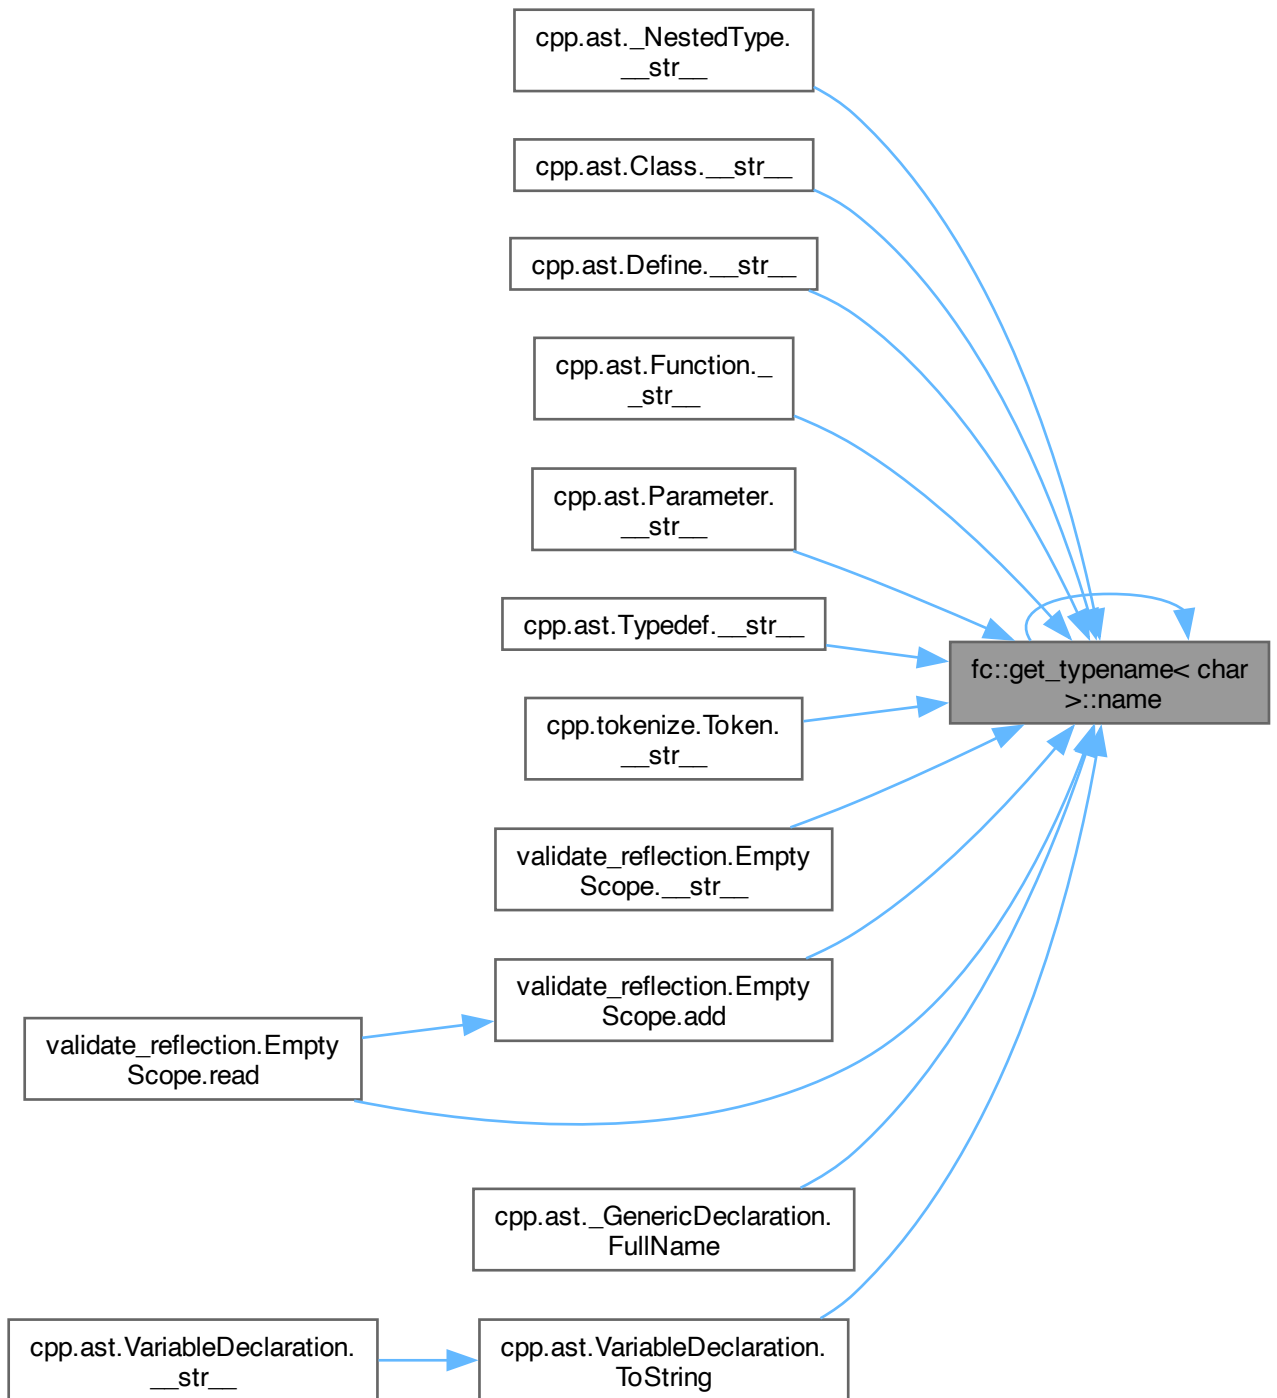 cpp.ast._NestedType.
__str__
cpp.ast.Class.__str__
cpp.ast.Define.__str__
cpp.ast.Function._
_str__
cpp.ast.Parameter.
__str__
cpp.ast.Typedef.__str__
fc::get_typename< char
>::name
cpp.tokenize.Token.
__str__
validate_reflection.Empty
Scope.__str__
validate_reflection.Empty
Scope.add
validate_reflection.Empty
Scope.read
cpp.ast._GenericDeclaration.
FullName
cpp.ast.VariableDeclaration.
__str__
cpp.ast.VariableDeclaration.
ToString